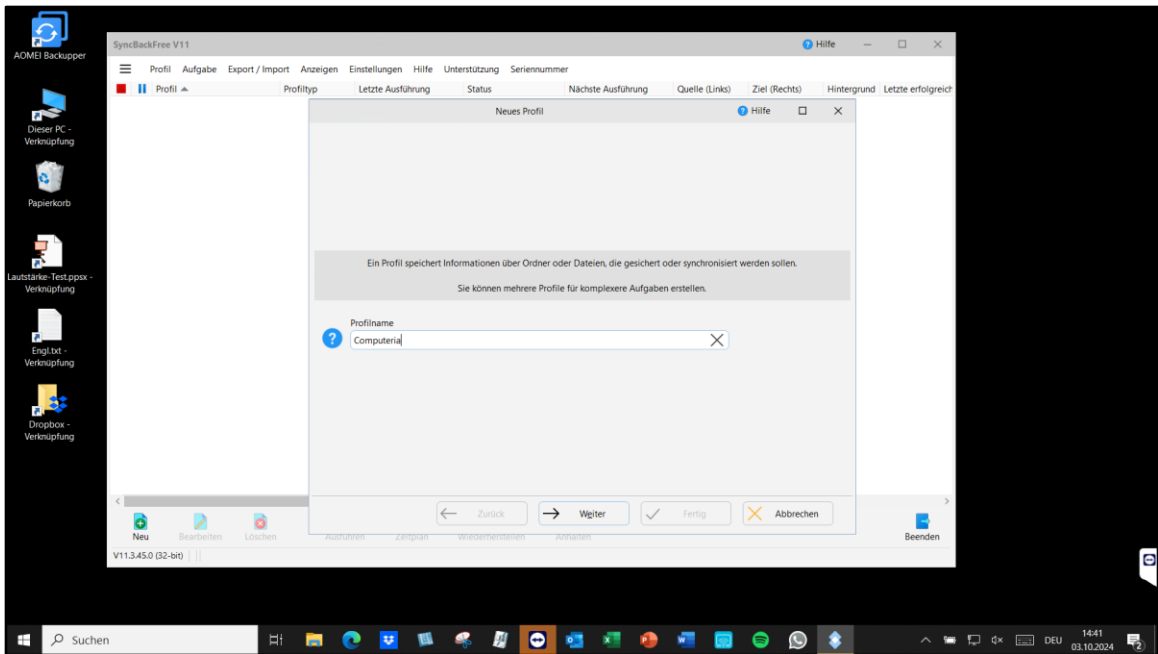 AOMEI Backupper
Dieser PC -
Verknüpfung
Papierkorb
Lautstärke-Test.ppsx -
Verknüpfung
Engl.txt -
Verknüpfung
Dropbox -
Verknüpfung
SyncBackFree V11
Hilfe
Profil Aufgabe Export / Import Anzeigen Einstellungen Hilfe Unterstützung Seriennummer
Profil Profiltyp Letzte Ausführung Status Nächste Ausführung Quelle (Links) Ziel (Rechts) Hintergrund Letzte erfolgreich
Neues Profil
Hilfe
Ein Profil speichert Informationen über Ordner oder Dateien, die gesichert oder synchronisiert werden sollen.
Sie können mehrere Profile für komplexere Aufgaben erstellen.
Profilname
Computeria
Zurück Weiter Fertig Abbrechen
Neu Bearbeiten Löschen Ausführen Zeitplan Wiederherstellen Anhalten Beenden
V11.3.45.0 (32-bit)
Suchen
DEU
14:41
03.10.2024
2